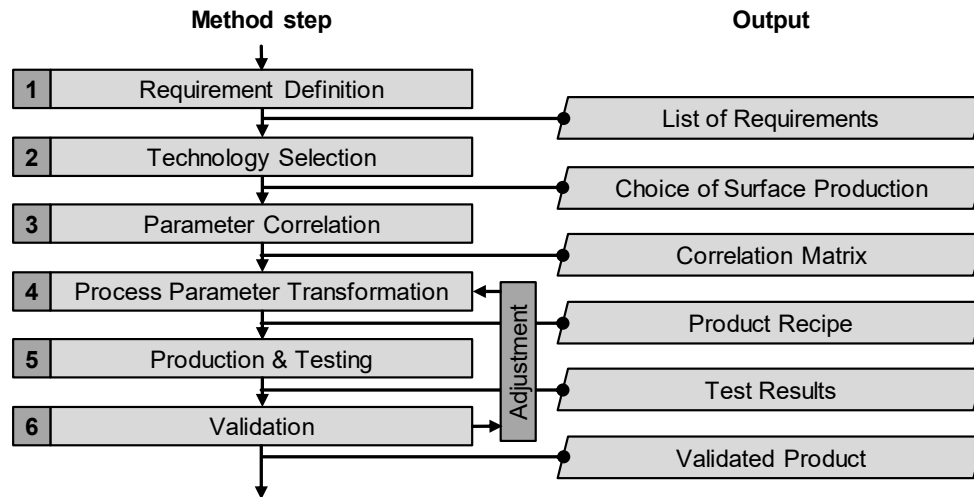 Method step
Output
1 Requirement Definition
List of Requirements
2 Technology Selection
Choice of Surface Production
3 Parameter Correlation
Correlation Matrix
4 Process Parameter Transformation
Adjustment
Product Recipe
5 Production & Testing
Test Results
6 Validation
Validated Product